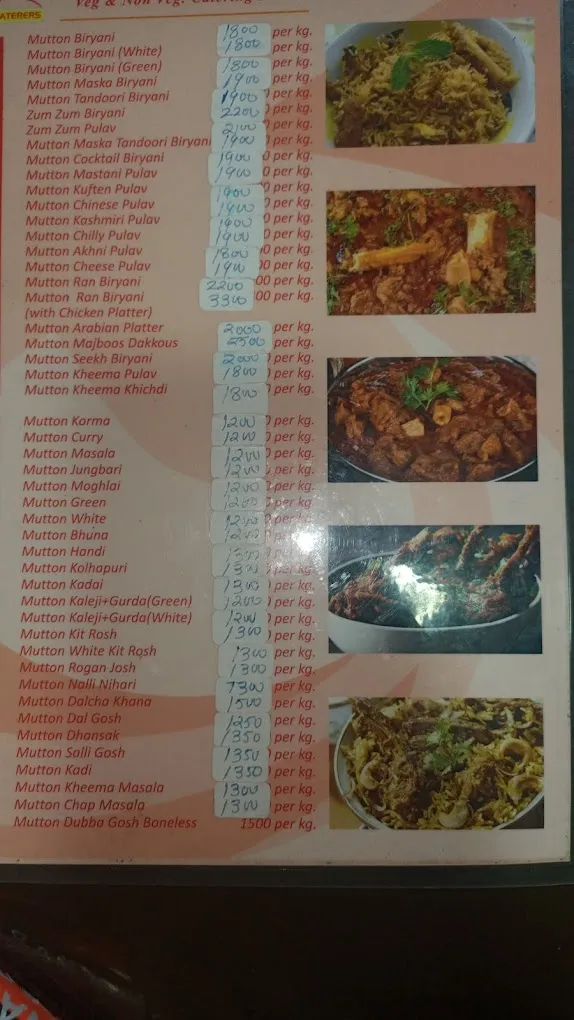 ATERERS
Veg & Non Veg. Catering
Mutton Biryani 1800 per kg.
Mutton Biryani (White) 1800 per kg.
Mutton Biryani (Green) 1800 per kg.
Mutton Maska Biryani 1900 per kg.
Mutton Tandoori Biryani 1900 per kg.
Zum Zum Biryani 2200 per kg.
Zum Zum Pulav 2100 per kg.
Mutton Maska Tandoori Biryani 1900 per kg.
Mutton Cocktail Biryani 1900 per kg.
Mutton Mastani Pulav 1900 per kg.
Mutton Kuften Pulav 1900 per kg.
Mutton Chinese Pulav 1900 per kg.
Mutton Kashmiri Pulav 1900 per kg.
Mutton Chilly Pulav 1900 per kg.
Mutton Akhni Pulav 1800 per kg.
Mutton Cheese Pulav 1900 per kg.
Mutton Ran Biryani 2200 per kg.
Mutton Ran Biryani 3300 per kg.
(with Chicken Platter)
Mutton Arabian Platter 2000 per kg.
Mutton Majboos Dakkous 2500 per kg.
Mutton Seekh Biryani 2000 per kg.
Mutton Kheema Pulav 1800 per kg.
Mutton Kheema Khichdi 1800 per kg.
Mutton Korma 1200 per kg.
Mutton Curry 1200 per kg.
Mutton Masala 1200 per kg.
Mutton Jungbari 1200 per kg.
Mutton Moghlai 1200 per kg.
Mutton Green 1200 per kg.
Mutton White 1200 per kg.
Mutton Bhuna 1200 per kg.
Mutton Handi 1300 per kg.
Mutton Kolhapuri 1300 per kg.
Mutton Kadai 1300 per kg.
Mutton Kaleji+Gurda(Green) 1200 per kg.
Mutton Kaleji+Gurda(White) 1200 per kg.
Mutton Kit Rosh 1300 per kg.
Mutton White Kit Rosh 1300 per kg.
Mutton Rogan Josh 1300 per kg.
Mutton Nalli Nihari 1300 per kg.
Mutton Dalcha Khana 1500 per kg.
Mutton Dal Gosh 1250 per kg.
Mutton Dhansak 1350 per kg.
Mutton Salli Gosh 1350 per kg.
Mutton Kadi 1350 per kg.
Mutton Kheema Masala 1300 per kg.
Mutton Chap Masala 1300 per kg.
Mutton Dubba Gosh Boneless 1500 per kg.